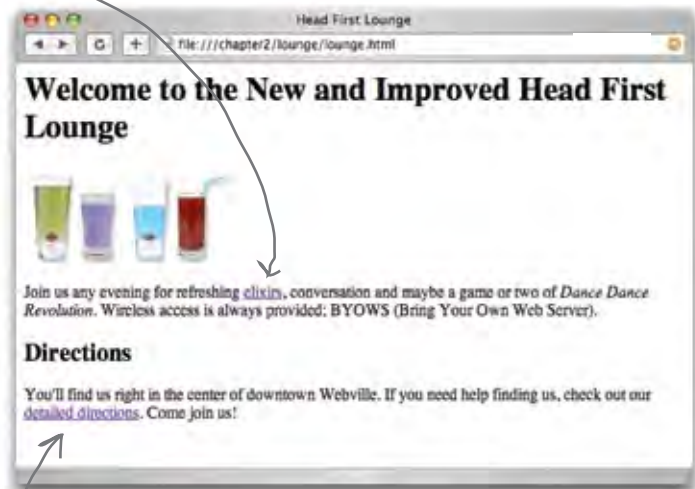 Head First Lounge
file:///chapter2/lounge/lounge.html
Welcome to the New and Improved Head First
Lounge
Join us any evening for refreshing elixirs, conversation and maybe a game or two of Dance Dance
Revolution. Wireless access is always provided; BYOWS (Bring Your Own Web Server).
Directions
You'll find us right in the center of downtown Webville. If you need help finding us, check out our
detailed directions. Come join us!